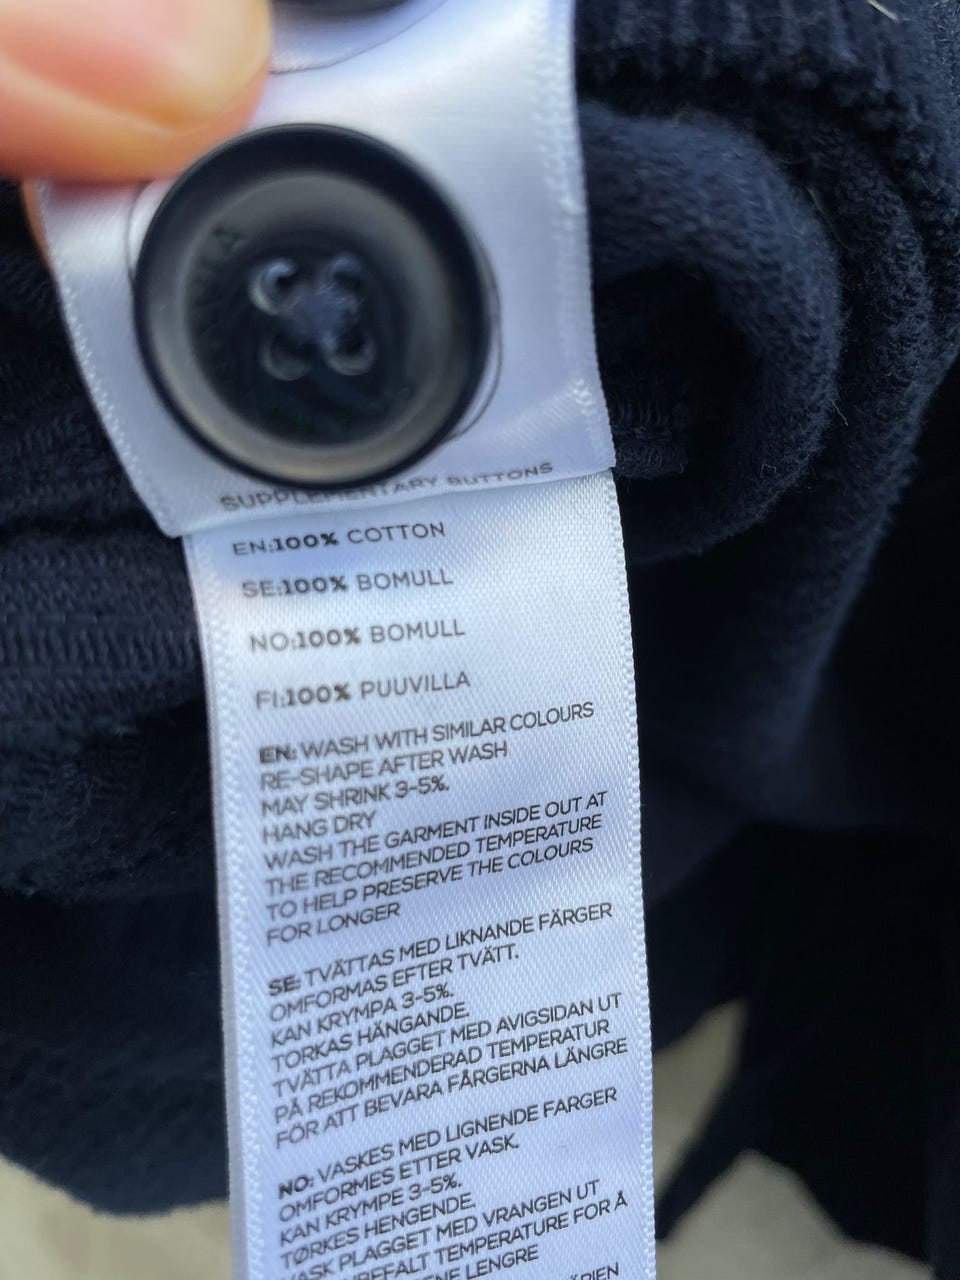 SUPPLEMENTARY BUTTONS
EN:100% COTTON
SE:100% BOMULL
NO:100% BOMULL
FI:100% PUUVILLA
EN: WASH WITH SIMILAR COLOURS
RE-SHAPE AFTER WASH
MAY SHRINK 3-5%.
HANG DRY
WASH THE GARMENT INSIDE OUT AT
THE RECOMMENDED TEMPERATURE
TO HELP PRESERVE THE COLOURS
FOR LONGER
SE: TVÄTTAS MED LIKNANDE FÄRGER
OMFORMAS EFTER TVÄTT.
KAN KRYMPA 3-5%.
TORKAS HÄNGANDE.
TVÄTTA PLAGGET MED AVIGSIDAN UT
PÅ REKOMMENDERAD TEMPERATUR
FÖR ATT BEVARA FÄRGERNA LÄNGRE
NO: VASKES MED LIGNENDE FARGER
OMFORMES ETTER VASK.
KAN KRYMPE 3-5%.
TØRKES HENGENDE.
VASK PLAGGET MED VRANGEN UT
TEMPERATURE FOR Å
LENGRE